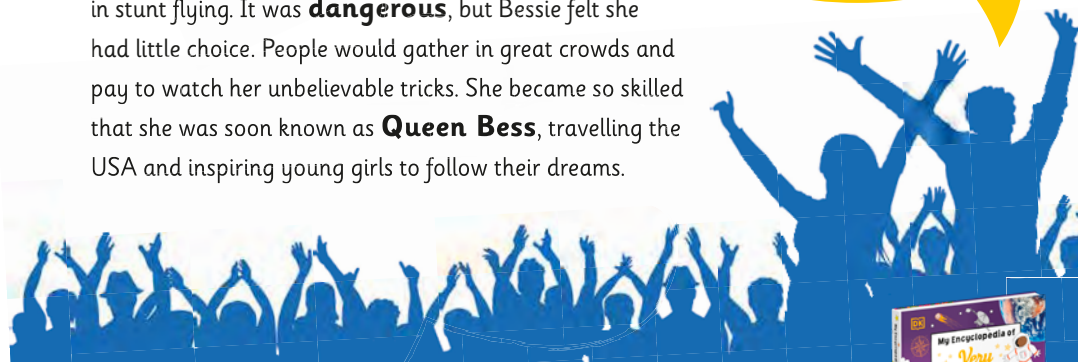 in stunt flying. It was dangerous, but Bessie felt she
had little choice. People would gather in great crowds and
pay to watch her unbelievable tricks. She became so skilled
that she was soon known as Queen Bess, travelling the
USA and inspiring young girls to follow their dreams.
DK
My Encyclopedia of
Very